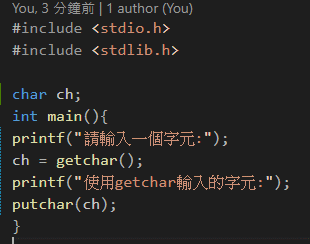 You, 3 分鐘前 | 1 author (You)
#include <stdio.h>
#include <stdlib.h>
char ch;
int main(){
printf("請輸入一個字元:");
ch = getchar();
printf("使用getchar輸入的字元:");
putchar(ch);
}